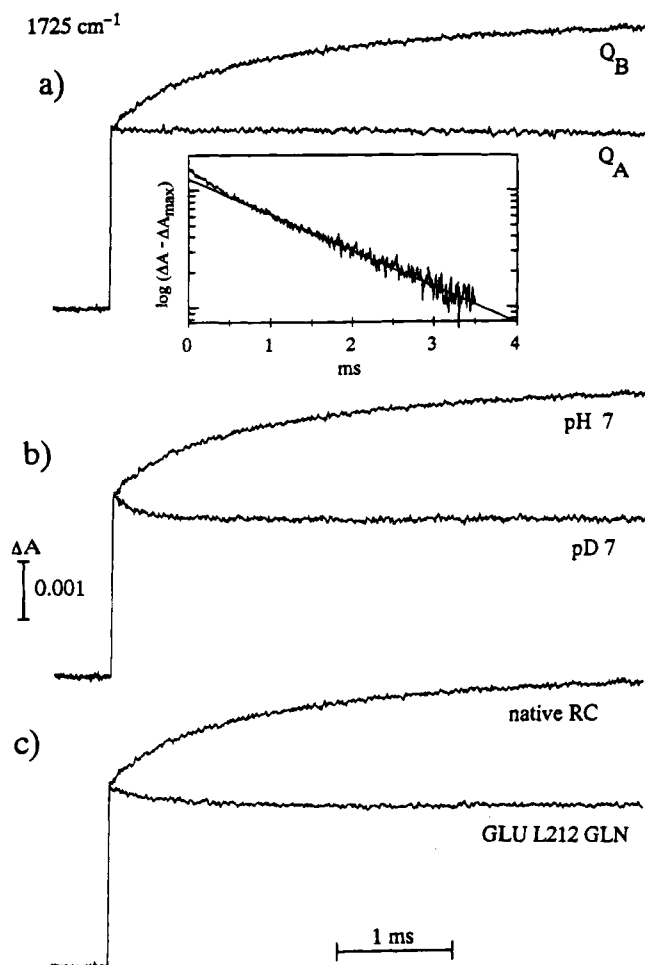 1725 cm⁻¹
a)
Q_B
Q_A
log (ΔA - ΔA_max)
0 1 2 3 4
ms
b)
pH 7
pD 7
ΔA
0.001
c)
native RC
GLU L212 GLN
1 ms